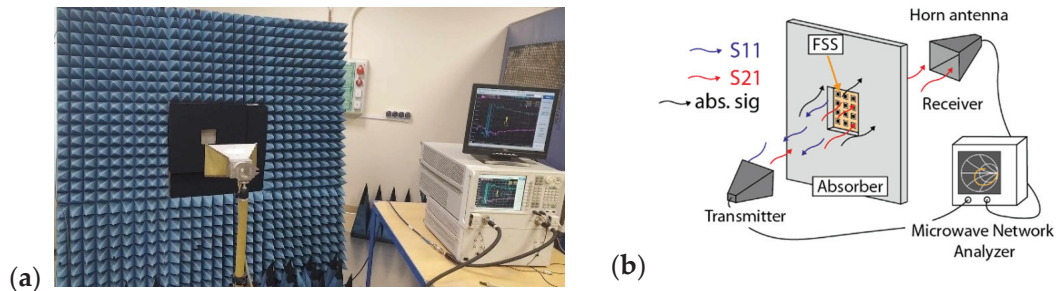 (a)
(b)
Horn antenna
FSS
S11
S21
abs. sig
Receiver
Absorber
Transmitter
Microwave Network
Analyzer